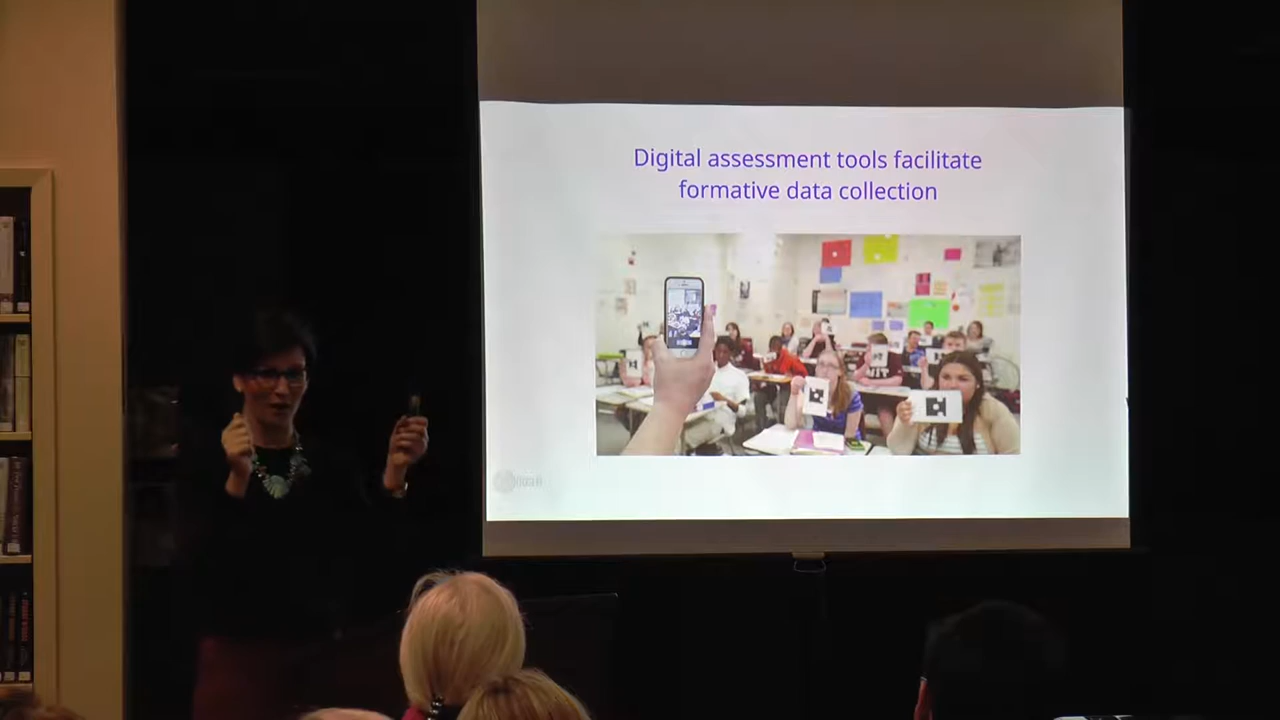 Digital assessment tools facilitate
formative data collection